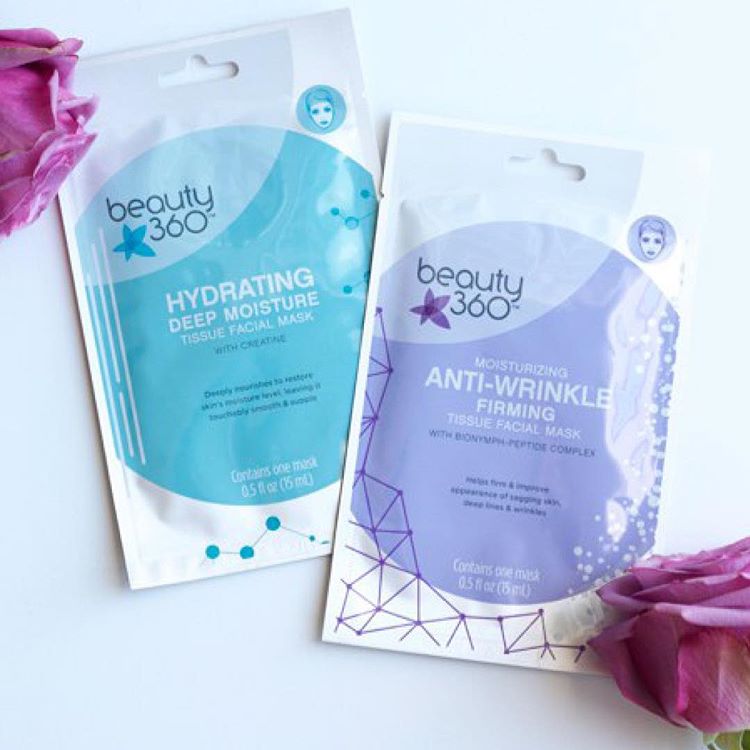 beauty
360™
HYDRATING
DEEP MOISTURE
TISSUE FACIAL MASK
WITH CREATINE
Deeply nourishes to restore
skin's moisture level, leaving it
touchably smooth & supple
Contains one mask
0.5 fl oz (15 mL)
beauty
360™
MOISTURIZING
ANTI-WRINKLE
FIRMING
TISSUE FACIAL MASK
WITH BIONYMPH-PEPTIDE COMPLEX
Helps firm & improve
appearance of sagging skin,
deep lines & wrinkles
Contains one mask
0.5 fl oz (15 mL)